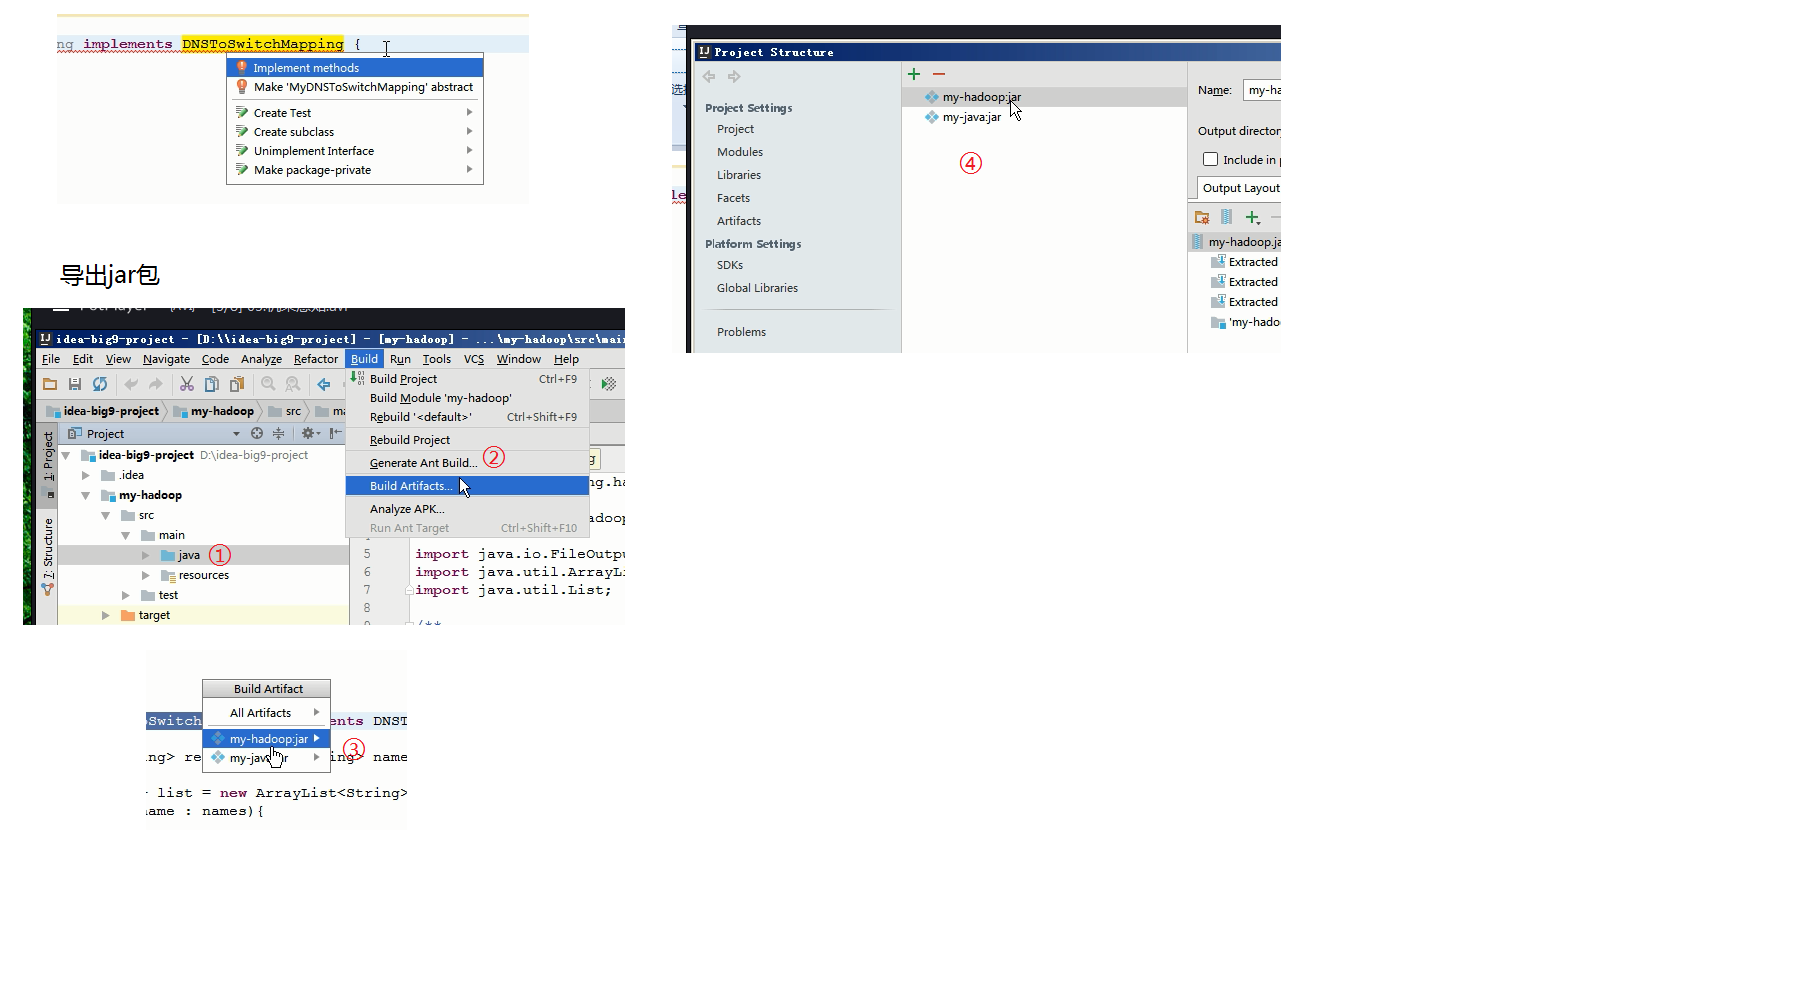 implements DNSToSwitchMapping {
Implement methods
Make 'MyDNSToSwitchMapping' abstract
Create Test
Create subclass
Unimplement Interface
Make package-private
导出jar包
idea-big9-project - [D:\\idea-big9-project] - [my-hadoop] - ...\my-hadoop\src\main
File Edit View Navigate Code Analyze Refactor Build Run Tools VCS Window Help
Build Project Ctrl+F9
Build Module 'my-hadoop'
Rebuild '<default>' Ctrl+Shift+F9
Rebuild Project
Generate Ant Build... ②
Build Artifacts...
Analyze APK...
Run Ant Target Ctrl+Shift+F10
idea-big9-project my-hadoop src ma
Project
1: Project
7: Structure
idea-big9-project D:\idea-big9-project
.idea
my-hadoop
src
main
java ①
resources
test
target
ng.ha
adoop
5 import java.io.FileOutpu
6 import java.util.ArrayLi
7 import java.util.List;
8
/**
Build Artifact
All Artifacts
my-hadoop:jar ③
Switch ents DNST
ing> re ing> name
list = new ArrayList<String>
ame : names){
Project Structure
Project Settings
Project
Modules
Libraries
Facets
Artifacts
Platform Settings
SDKs
Global Libraries
Problems
my-hadoop:jar
my-java:jar
④
Name: my-ha
Output director
Include in
Output Layout
my-hadoop.ja
Extracted
Extracted
Extracted
'my-hado